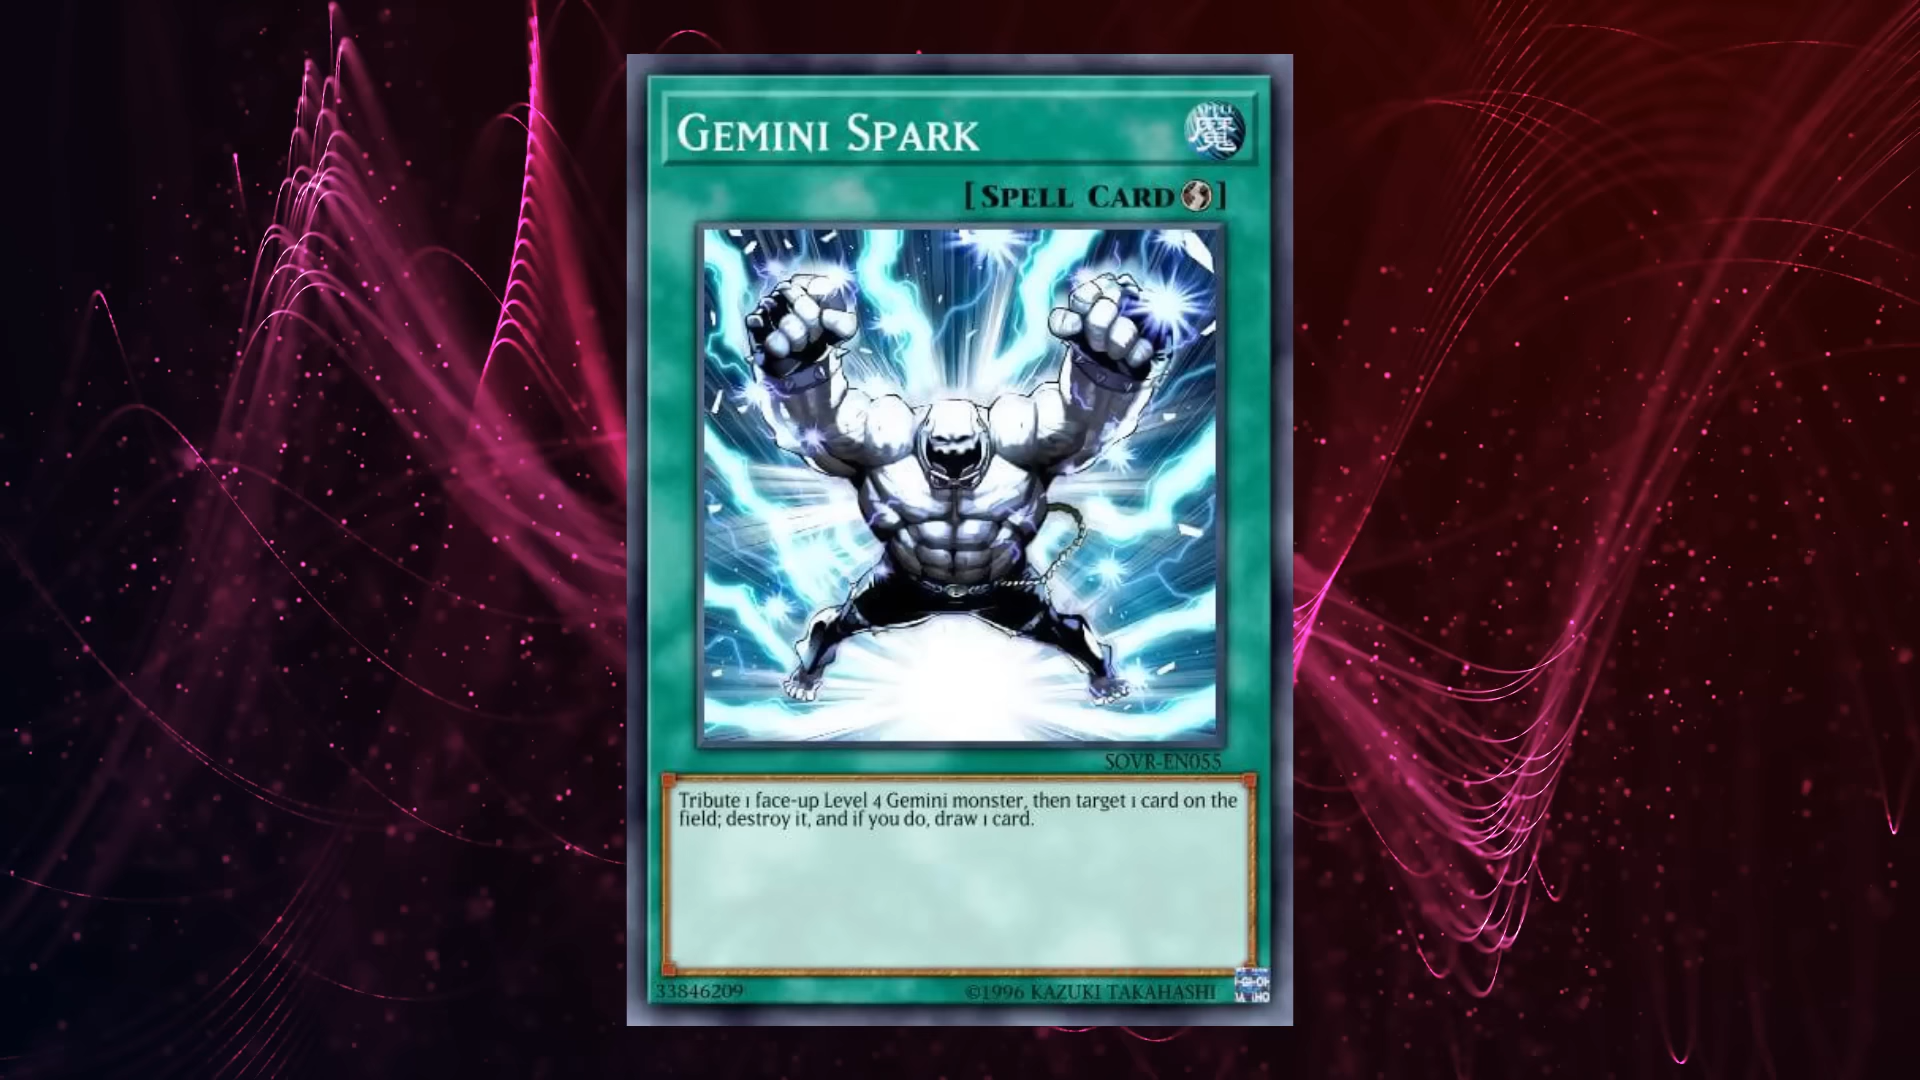 Gemini Spark
魔
[Spell Card]
SOVR-EN055
Tribute 1 face-up Level 4 Gemini monster, then target 1 card on the
field; destroy it, and if you do, draw 1 card.
33846209
©1996 KAZUKI TAKAHASHI